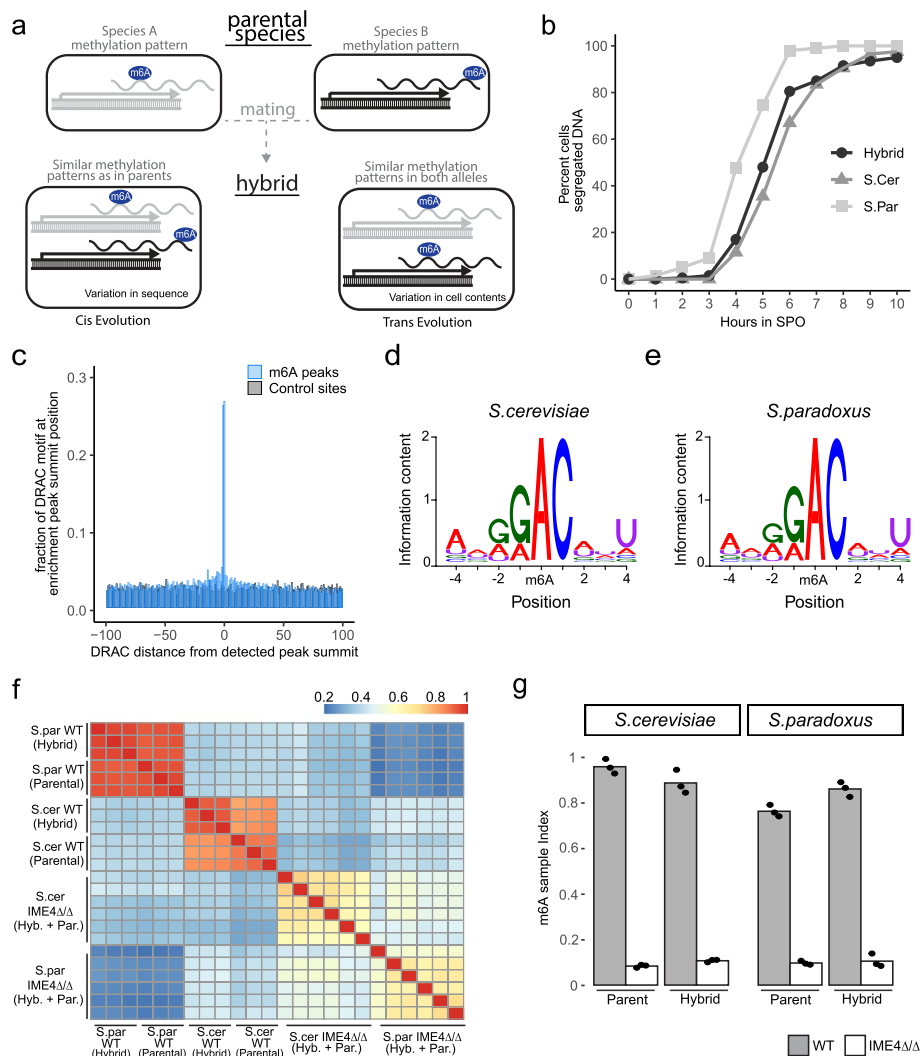 a
Species A
methylation pattern
parental
species
Species B
methylation pattern
m6A
m6A
mating
hybrid
Similar methylation
patterns as in parents
m6A
m6A
Variation in sequence
Cis Evolution
Similar methylation
patterns in both alleles
m6A
m6A
Variation in cell contents
Trans Evolution
b
Percent cells
segregated DNA
100
80
60
40
20
0
0 1 2 3 4 5 6 7 8 9 10
Hours in SPO
Hybrid
S.Cer
S.Par
c
fraction of DRAC motif at
enrichment peak summit position
0.3
0.2
0.1
0.0
−100 −50 0 50 100
DRAC distance from detected peak summit
m6A peaks
Control sites
d
S.cerevisiae
Information content
2
1
0
-4 -2 m6A 2 4
Position
e
S.paradoxus
Information content
2
1
0
-4 -2 m6A 2 4
Position
f
0.2 0.4 0.6 0.8 1
S.par WT
(Hybrid)
S.par WT
(Parental)
S.cer WT
(Hybrid)
S.cer WT
(Parental)
S.cer
IME4Δ/Δ
(Hyb. + Par.)
S.par
IME4Δ/Δ
(Hyb. + Par.)
S.par
WT
(Hybrid)
S.par
WT
(Parental)
S.cer
WT
(Hybrid)
S.cer
WT
(Parental)
S.cer IME4Δ/Δ
(Hyb. + Par.)
S.par IME4Δ/Δ
(Hyb. + Par.)
g
S.cerevisiae
S.paradoxus
m6A sample Index
1
0.8
0.6
0.4
0.2
0
Parent
Hybrid
Parent
Hybrid
WT
IME4Δ/Δ